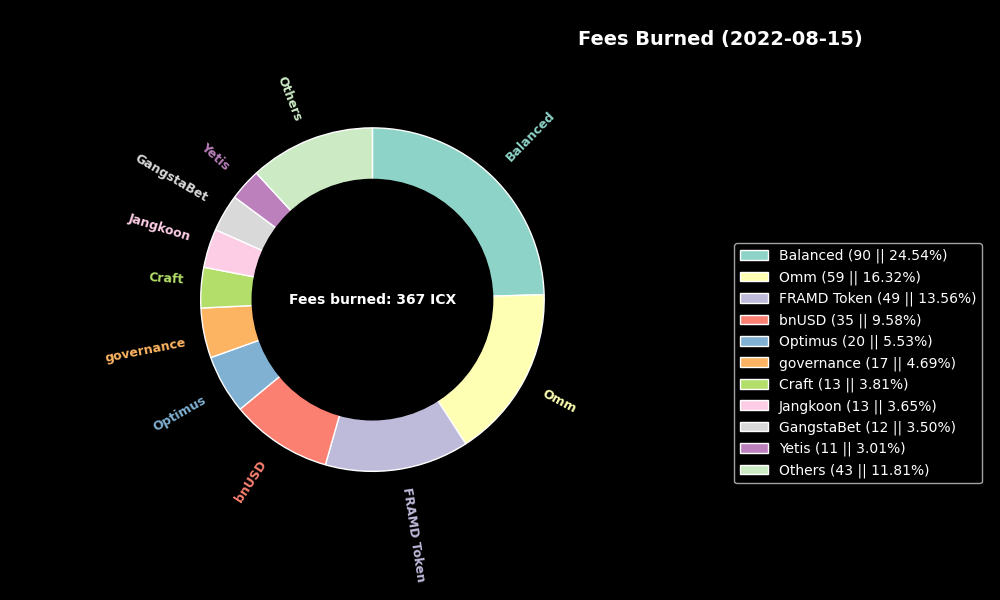 Fees Burned (2022-08-15)
Others
Balanced
Yetis
GangstaBet
Jangkoon
Craft
governance
Optimus
bnUSD
FRAMD Token
Omm
Fees burned: 367 ICX
Balanced (90 || 24.54%)
Omm (59 || 16.32%)
FRAMD Token (49 || 13.56%)
bnUSD (35 || 9.58%)
Optimus (20 || 5.53%)
governance (17 || 4.69%)
Craft (13 || 3.81%)
Jangkoon (13 || 3.65%)
GangstaBet (12 || 3.50%)
Yetis (11 || 3.01%)
Others (43 || 11.81%)